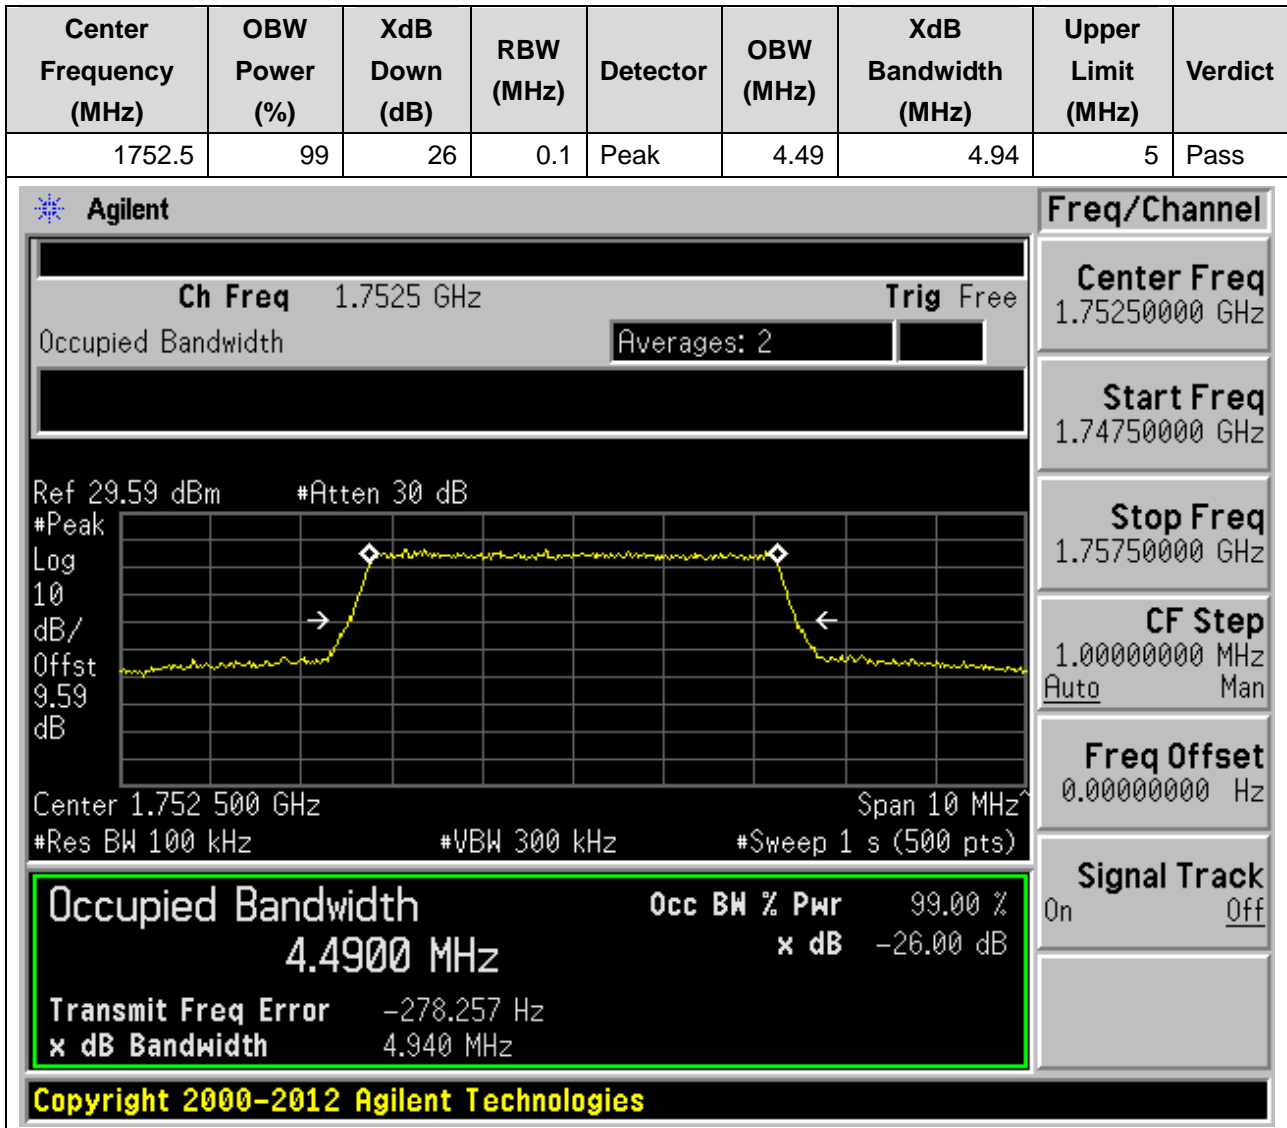 Center Frequency (MHz) OBW Power (%) XdB Down (dB) RBW (MHz) Detector OBW (MHz) XdB Bandwidth (MHz) Upper Limit (MHz) Verdict
1752.5 99 26 0.1 Peak 4.49 4.94 5 Pass
Agilent
Freq/Channel
Ch Freq 1.7525 GHz Trig Free
Occupied Bandwidth Averages: 2
Center Freq
1.75250000 GHz
Start Freq
1.74750000 GHz
Stop Freq
1.75750000 GHz
CF Step
1.00000000 MHz
Auto Man
Freq Offset
0.00000000 Hz
Signal Track
On Off
Ref 29.59 dBm #Atten 30 dB
#Peak
Log
10
dB/
Offst
9.59
dB
Center 1.752 500 GHz Span 10 MHz^
#Res BW 100 kHz #VBW 300 kHz #Sweep 1 s (500 pts)
Occupied Bandwidth Occ BW % Pwr 99.00 %
4.4900 MHz x dB -26.00 dB
Transmit Freq Error -278.257 Hz
x dB Bandwidth 4.940 MHz
Copyright 2000-2012 Agilent Technologies